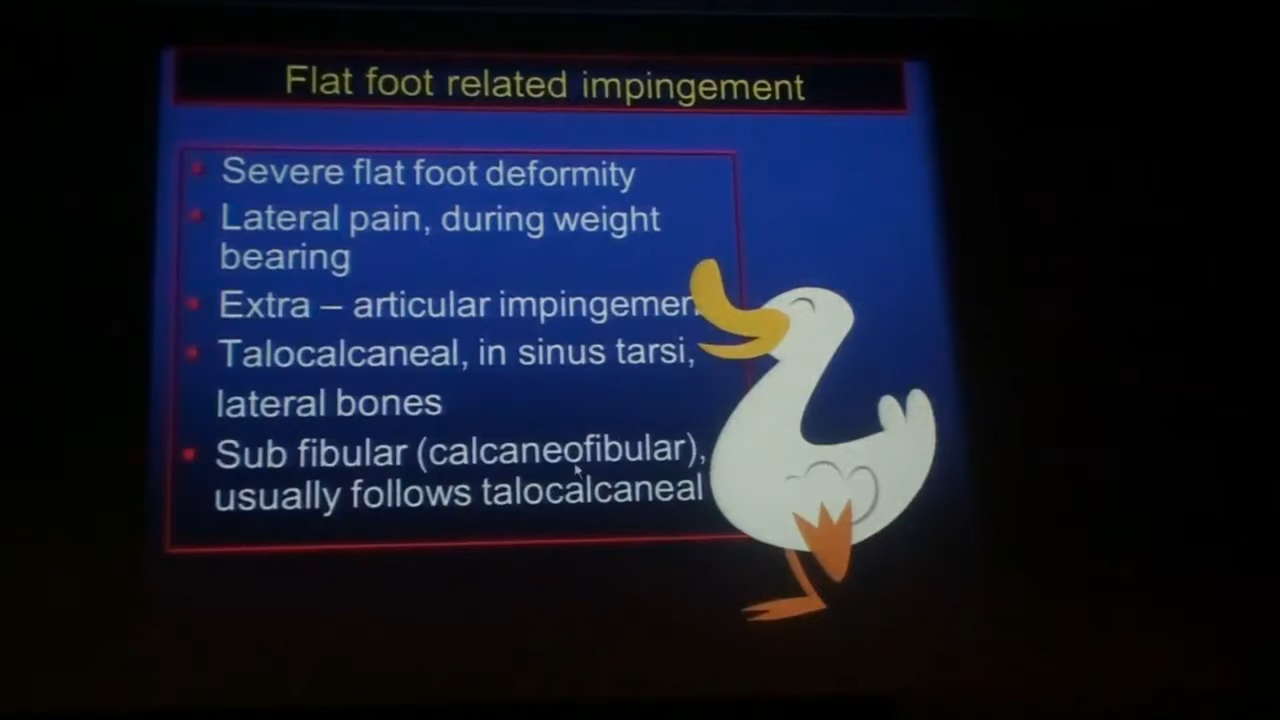 Flat foot related impingement
• Severe flat foot deformity
• Lateral pain, during weight
bearing
• Extra – articular impingemen
• Talocalcaneal, in sinus tarsi,
lateral bones
• Sub fibular (calcaneofibular),
usually follows talocalcaneal